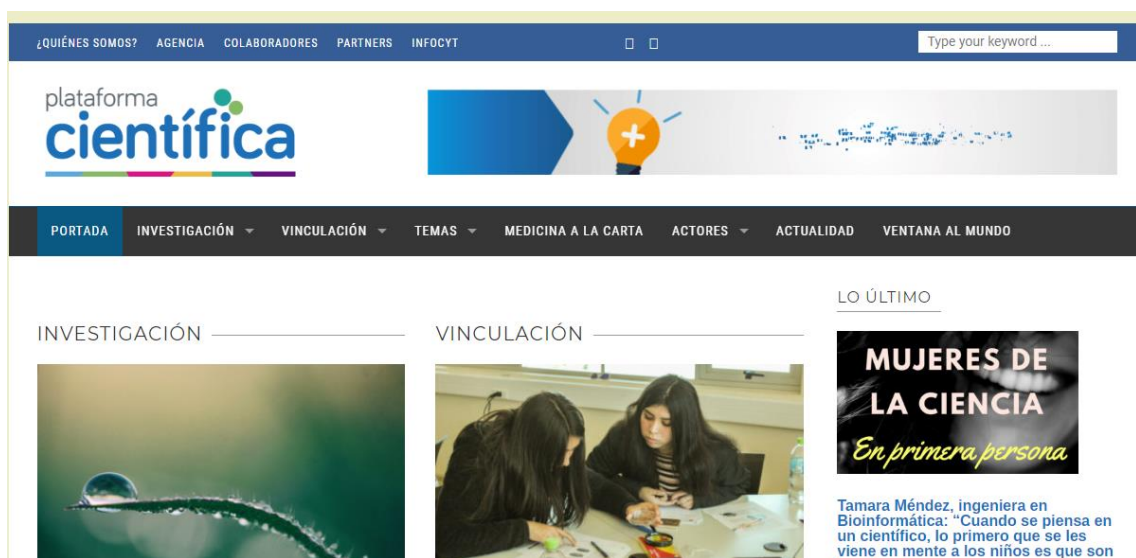 ¿QUIÉNES SOMOS? AGENCIA COLABORADORES PARTNERS INFOCYT
Type your keyword ...
plataforma
científica
PORTADA INVESTIGACIÓN VINCULACIÓN TEMAS MEDICINA A LA CARTA ACTORES ACTUALIDAD VENTANA AL MUNDO
INVESTIGACIÓN
VINCULACIÓN
LO ÚLTIMO
MUJERES DE
LA CIENCIA
En primera persona
Tamara Méndez, ingeniera en
Bioinformática: “Cuando se piensa en
un científico, lo primero que se les
viene en mente a los niños es que son